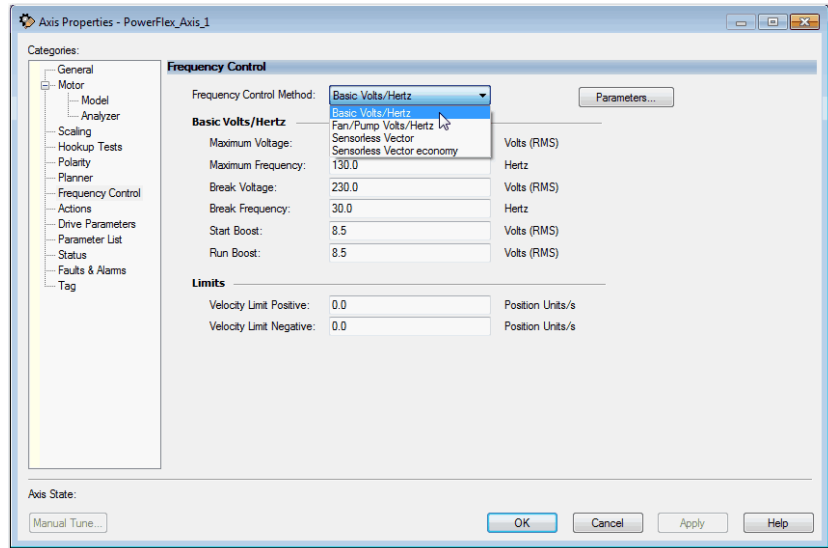 Axis Properties - PowerFlex_Axis_1
Categories:
General
Motor
Model
Analyzer
Scaling
Hookup Tests
Polarity
Planner
Frequency Control
Actions
Drive Parameters
Parameter List
Status
Faults & Alarms
Tag
Frequency Control
Frequency Control Method: Basic Volts/Hertz Parameters...
Basic Volts/Hertz
Fan/Pump Volts/Hertz
Sensorless Vector
Sensorless Vector economy
Basic Volts/Hertz
Maximum Voltage: Volts (RMS)
Maximum Frequency: 130.0 Hertz
Break Voltage: 230.0 Volts (RMS)
Break Frequency: 30.0 Hertz
Start Boost: 8.5 Volts (RMS)
Run Boost: 8.5 Volts (RMS)
Limits
Velocity Limit Positive: 0.0 Position Units/s
Velocity Limit Negative: 0.0 Position Units/s
Axis State:
Manual Tune... OK Cancel Apply Help